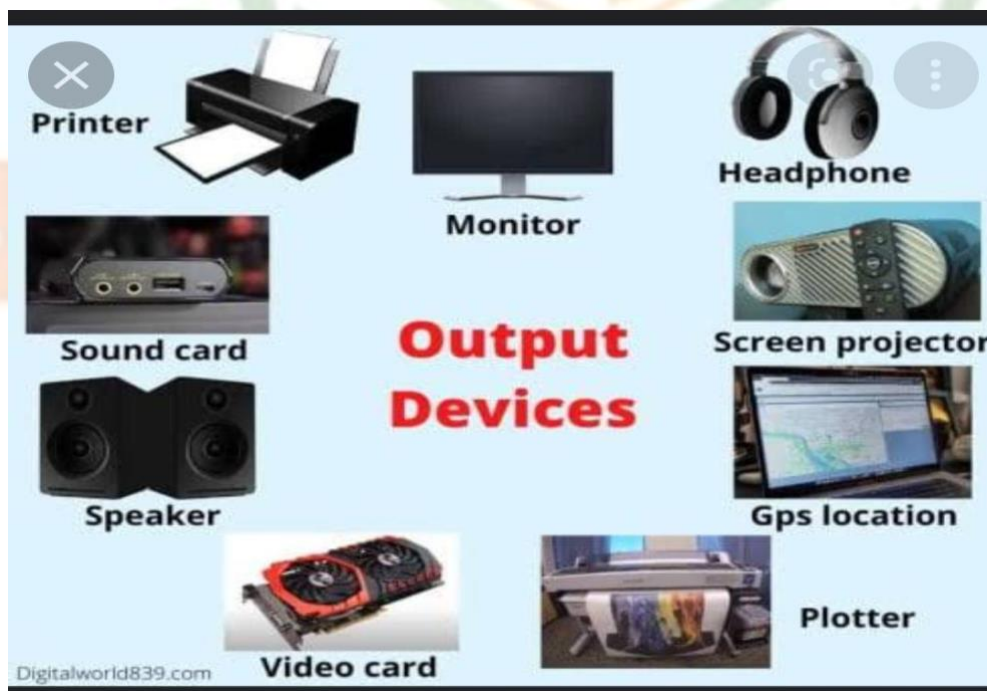 Printer
Monitor
Headphone
Sound card
Output
Devices
Screen projector
Speaker
Gps location
Video card
Plotter
Digitalworld839.com